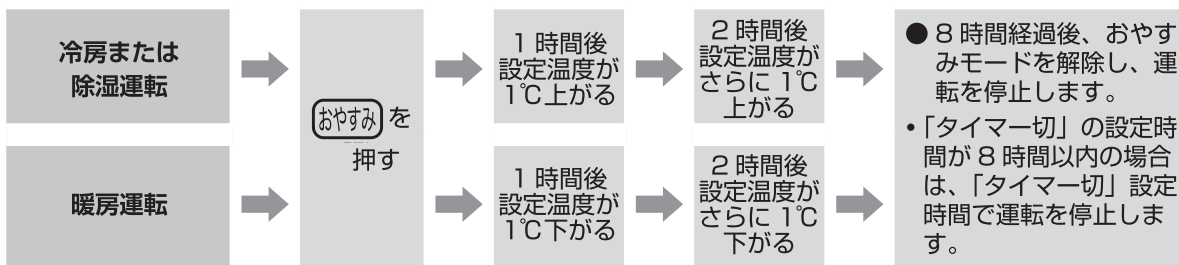 冷房または
除湿運転
おやすみ を
押す
1 時間後
設定温度が
1℃上がる
2 時間後
設定温度が
さらに 1℃
上がる
● 8 時間経過後、おやす
みモードを解除し、運
転を停止します。
•「タイマー切」の設定時
間が 8 時間以内の場合
は、「タイマー切」設定
時間で運転を停止しま
す。
暖房運転
1 時間後
設定温度が
1℃下がる
2 時間後
設定温度が
さらに 1℃
下がる